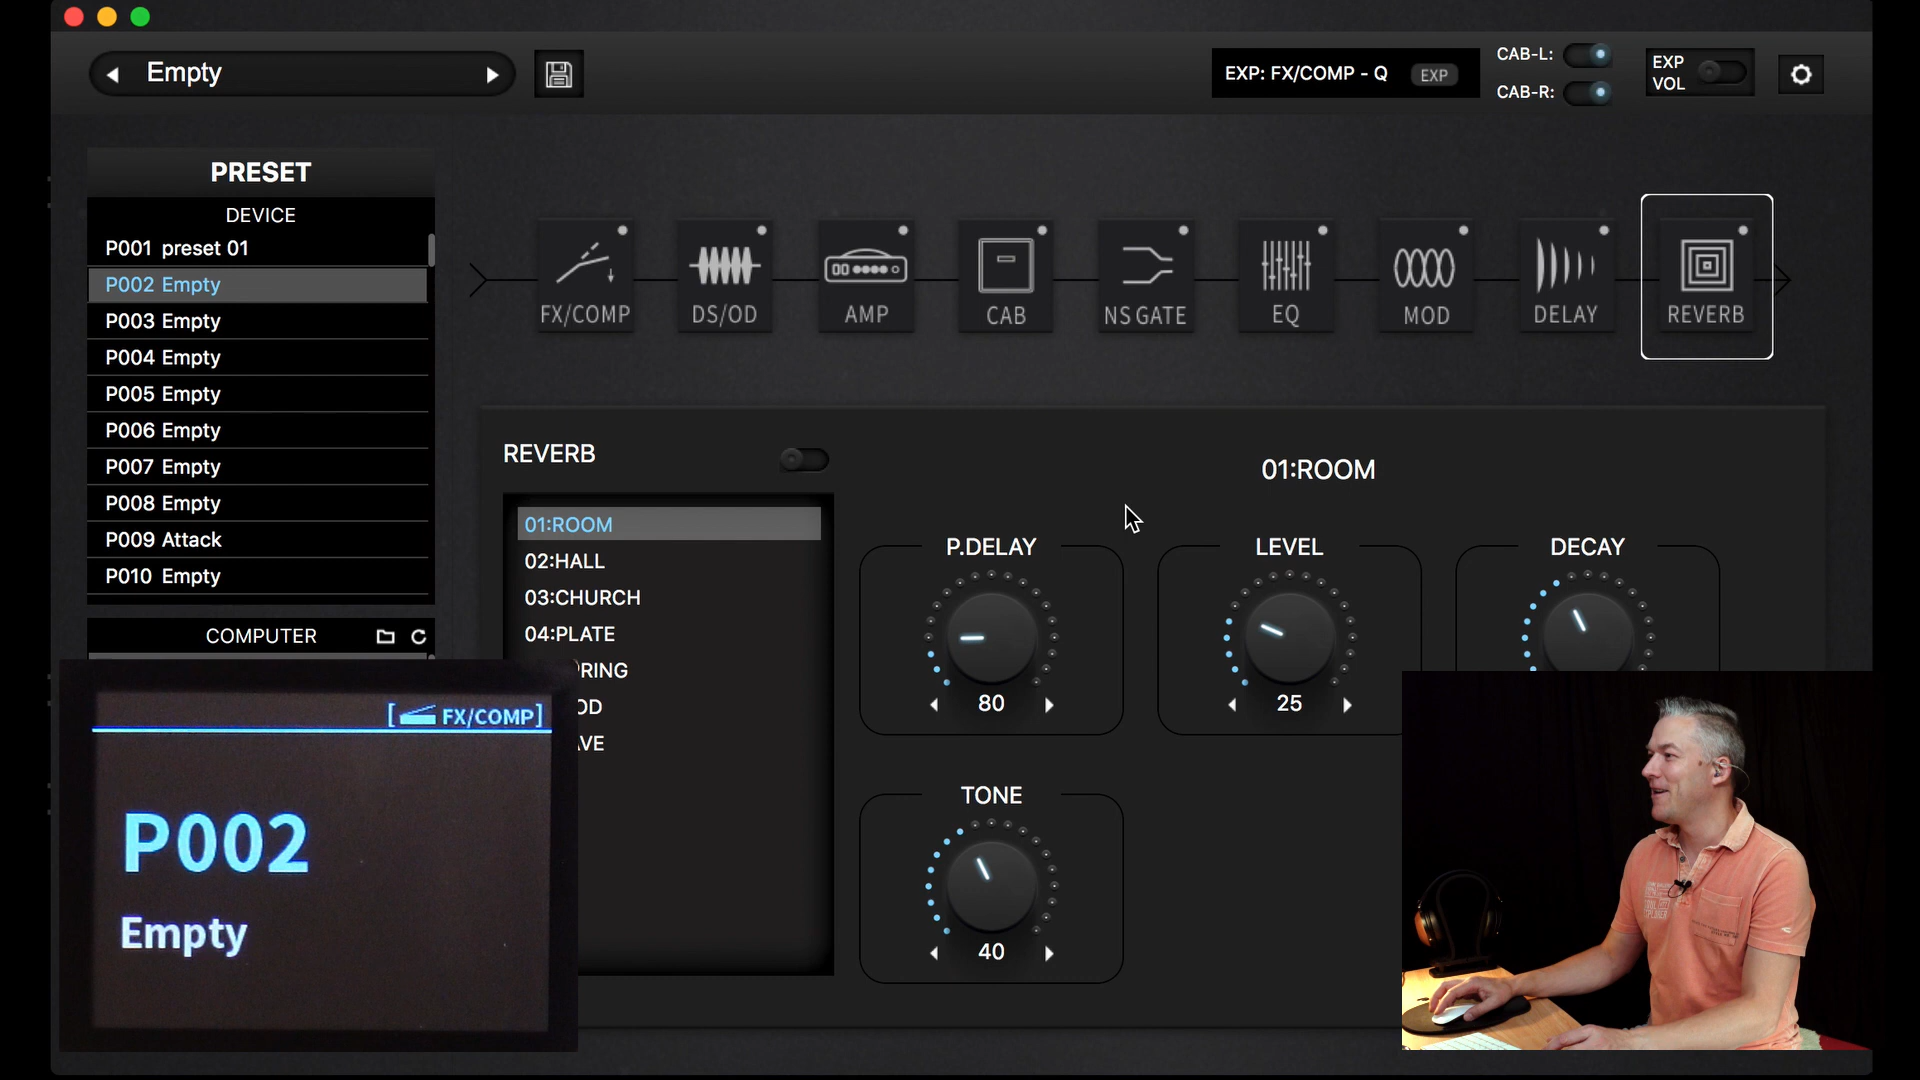 Empty
EXP: FX/COMP - Q
EXP
CAB-L:
CAB-R:
EXP
VOL
PRESET
DEVICE
P001 preset 01
P002 Empty
P003 Empty
P004 Empty
P005 Empty
P006 Empty
P007 Empty
P008 Empty
P009 Attack
P010 Empty
COMPUTER
FX/COMP
DS/OD
AMP
CAB
NS GATE
EQ
MOD
DELAY
REVERB
REVERB
01:ROOM
02:HALL
03:CHURCH
04:PLATE
RING
OD
AVE
01:ROOM
P.DELAY
80
LEVEL
25
DECAY
TONE
40
[FX/COMP]
P002
Empty